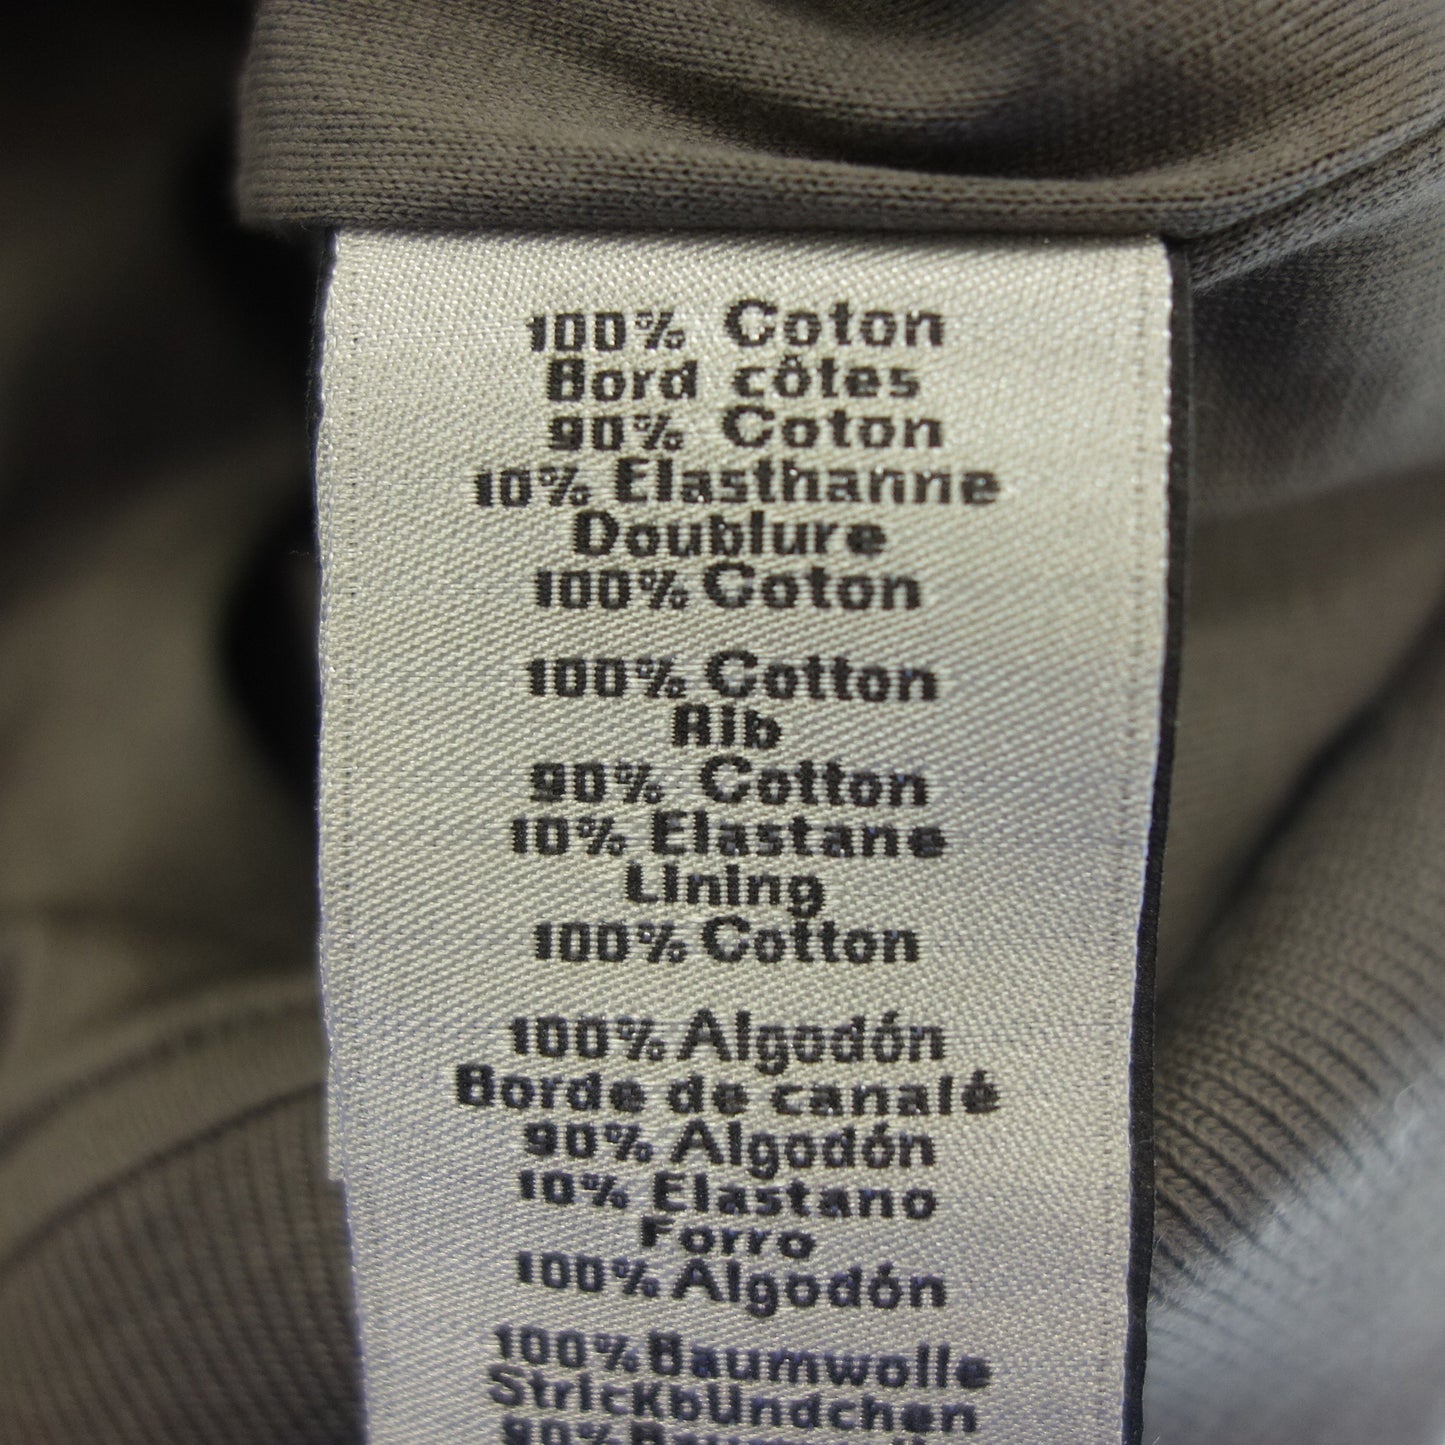 100% Coton
Bord côtes
90% Coton
10% Elasthanne
Doublure
100% Coton
100% Cotton
Rib
90% Cotton
10% Elastane
Lining
100% Cotton
100% Algodón
Borde de canalé
90% Algodón
10% Elastano
Forro
100% Algodón
100% Baumwolle
Strickbündchen
90%